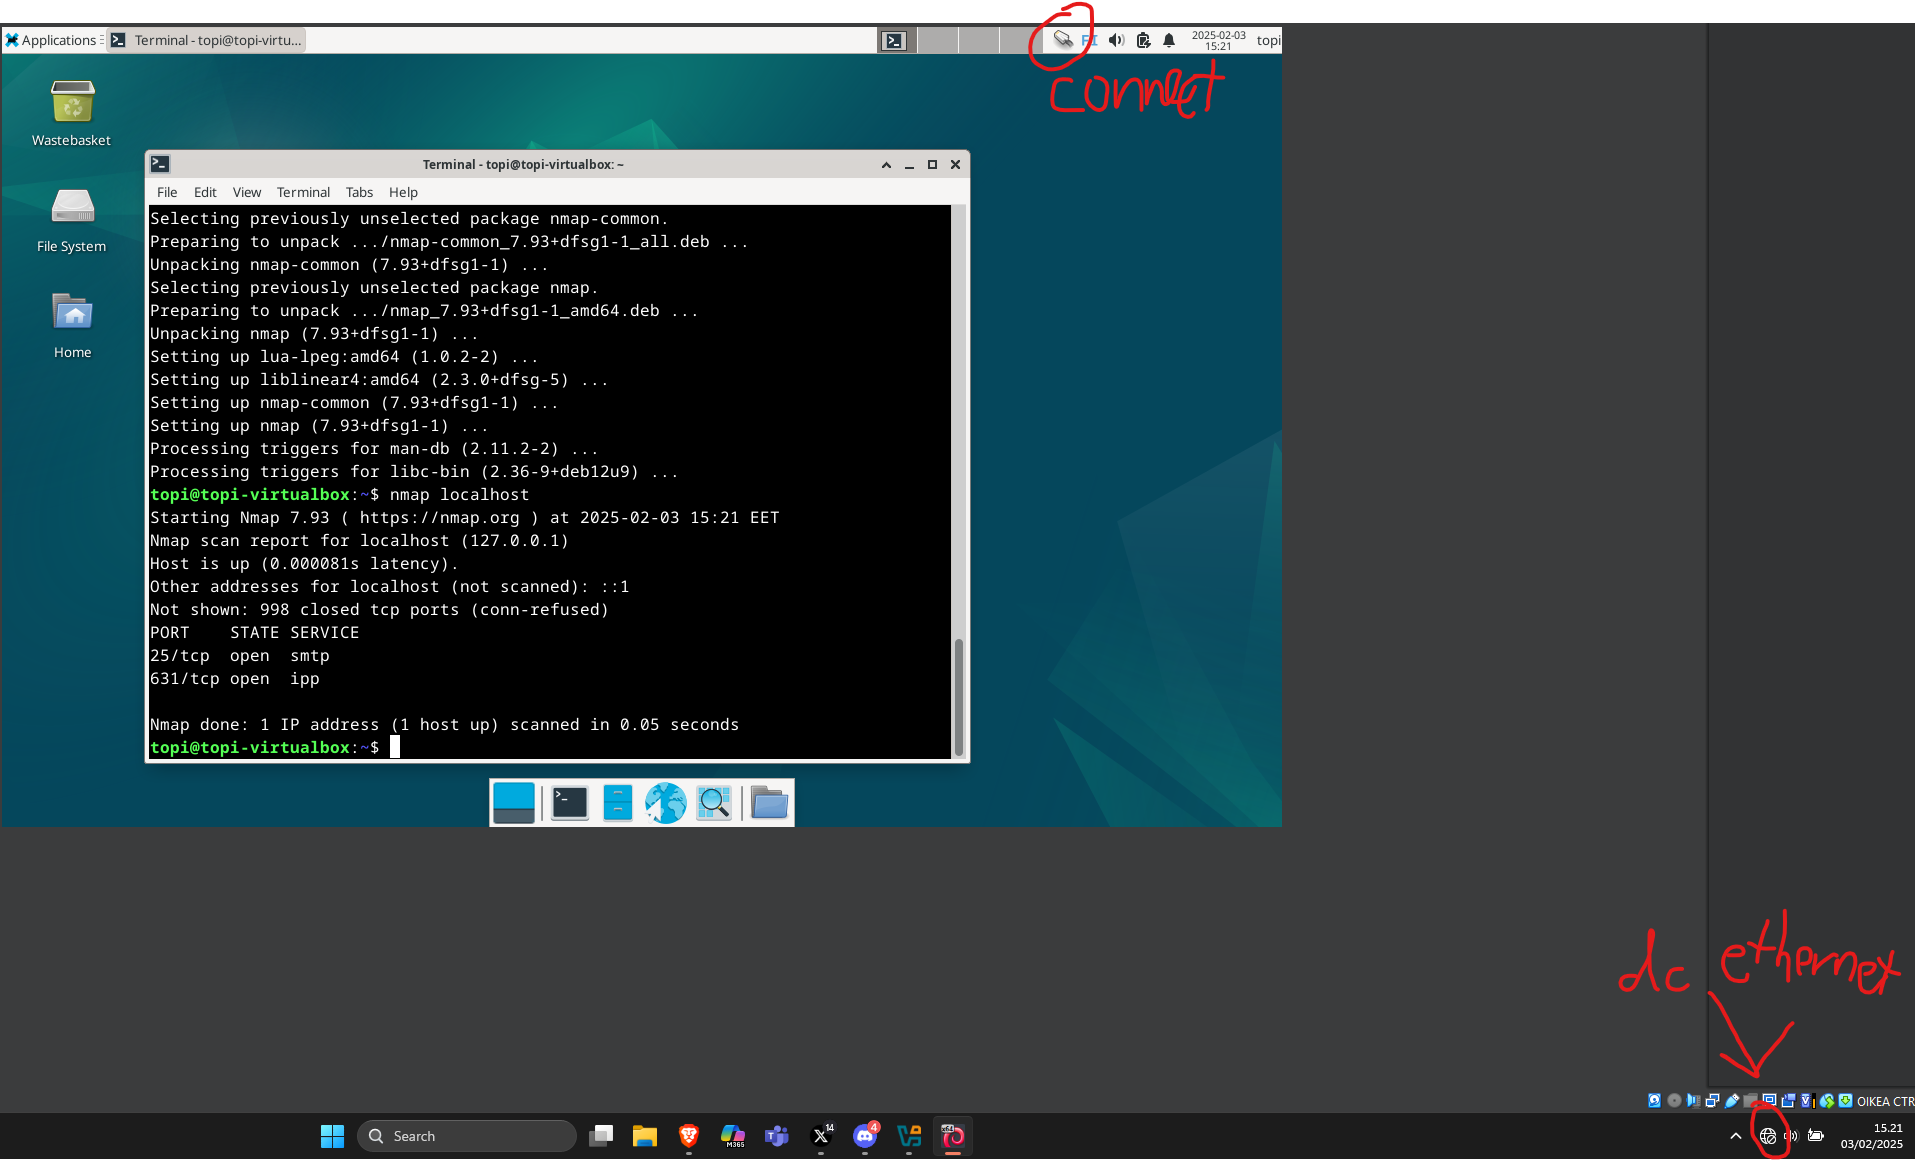 Applications
Terminal - topi@topi-virtu...
FI
2025-02-03
15:21
topi
connect
Wastebasket
File System
Home
Terminal - topi@topi-virtualbox: ~
File Edit View Terminal Tabs Help
Selecting previously unselected package nmap-common.
Preparing to unpack .../nmap-common_7.93+dfsg1-1_all.deb ...
Unpacking nmap-common (7.93+dfsg1-1) ...
Selecting previously unselected package nmap.
Preparing to unpack .../nmap_7.93+dfsg1-1_amd64.deb ...
Unpacking nmap (7.93+dfsg1-1) ...
Setting up lua-lpeg:amd64 (1.0.2-2) ...
Setting up liblinear4:amd64 (2.3.0+dfsg-5) ...
Setting up nmap-common (7.93+dfsg1-1) ...
Setting up nmap (7.93+dfsg1-1) ...
Processing triggers for man-db (2.11.2-2) ...
Processing triggers for libc-bin (2.36-9+deb12u9) ...
topi@topi-virtualbox:~$ nmap localhost
Starting Nmap 7.93 ( https://nmap.org ) at 2025-02-03 15:21 EET
Nmap scan report for localhost (127.0.0.1)
Host is up (0.000081s latency).
Other addresses for localhost (not scanned): ::1
Not shown: 998 closed tcp ports (conn-refused)
PORT    STATE SERVICE
25/tcp  open  smtp
631/tcp open  ipp
Nmap done: 1 IP address (1 host up) scanned in 0.05 seconds
topi@topi-virtualbox:~$
dc ethernet
OIKEA CTR
Search
M365
14
4
x64
15.21
03/02/2025